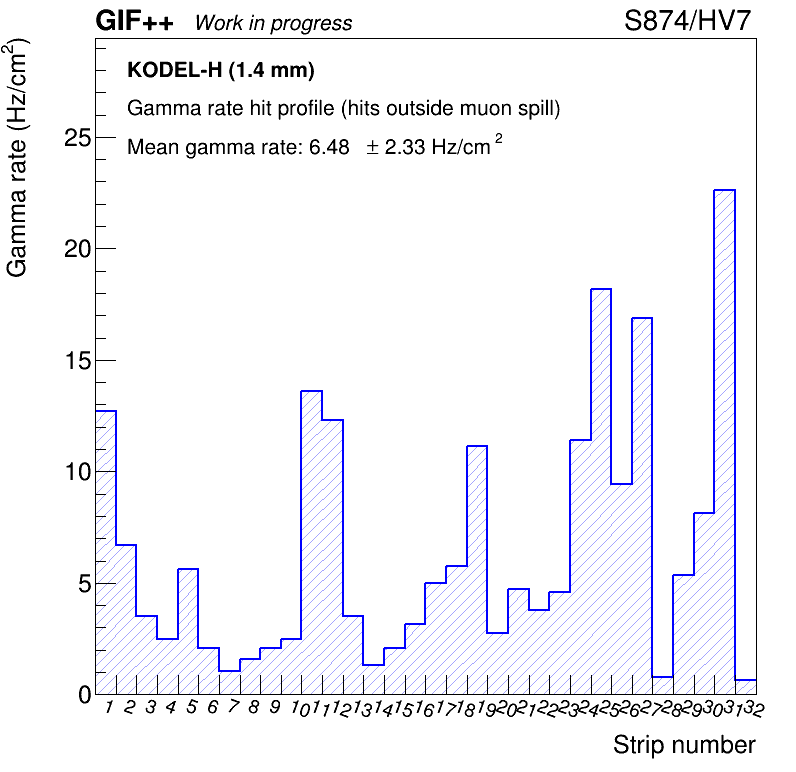 GIF++ Work in progress S874/HV7
Gamma rate (Hz/cm²)
KODEL-H (1.4 mm)
Gamma rate hit profile (hits outside muon spill)
Mean gamma rate: 6.48 ± 2.33 Hz/cm²
25
20
15
10
5
0
1 2 3 4 5 6 7 8 9 10 11 12 13 14 15 16 17 18 19 20 21 22 23 24 25 26 27 28 29 30 31 32
Strip number